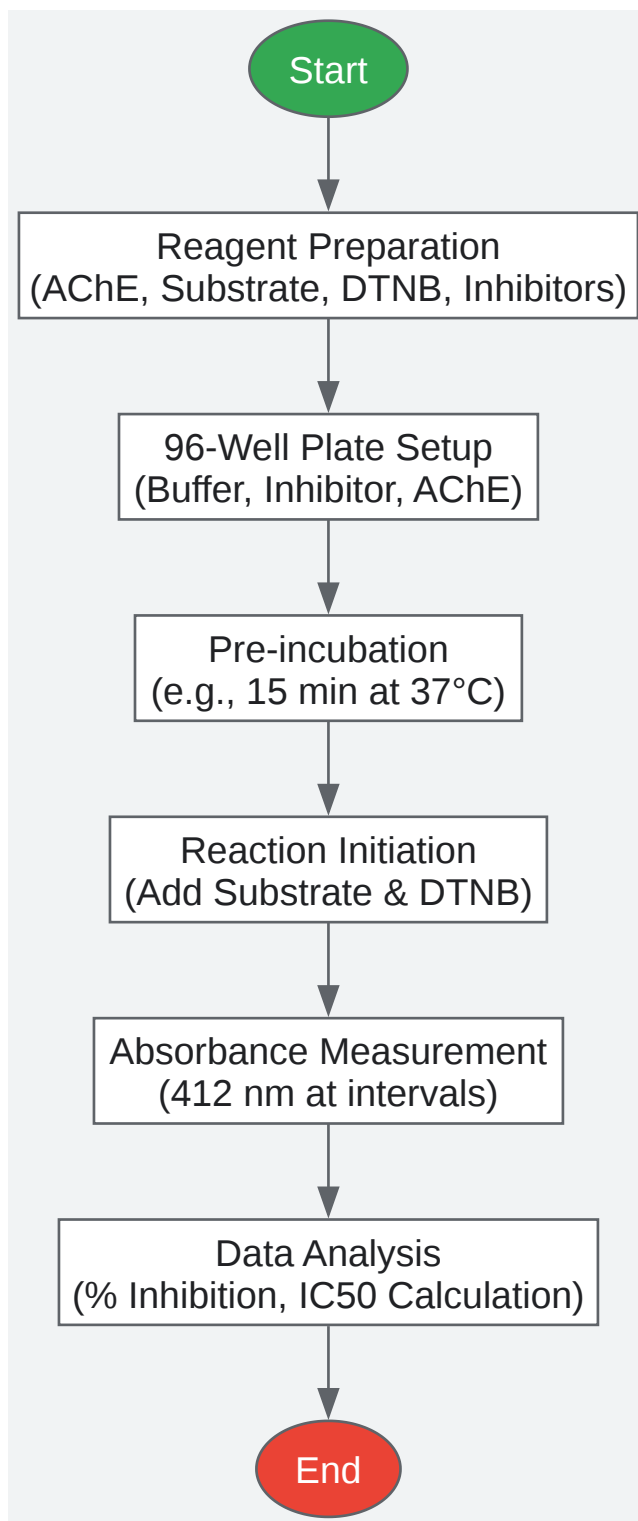 Start
Reagent Preparation
(AChE, Substrate, DTNB, Inhibitors)
96-Well Plate Setup
(Buffer, Inhibitor, AChE)
Pre-incubation
(e.g., 15 min at 37°C)
Reaction Initiation
(Add Substrate & DTNB)
Absorbance Measurement
(412 nm at intervals)
Data Analysis
(% Inhibition, IC50 Calculation)
End